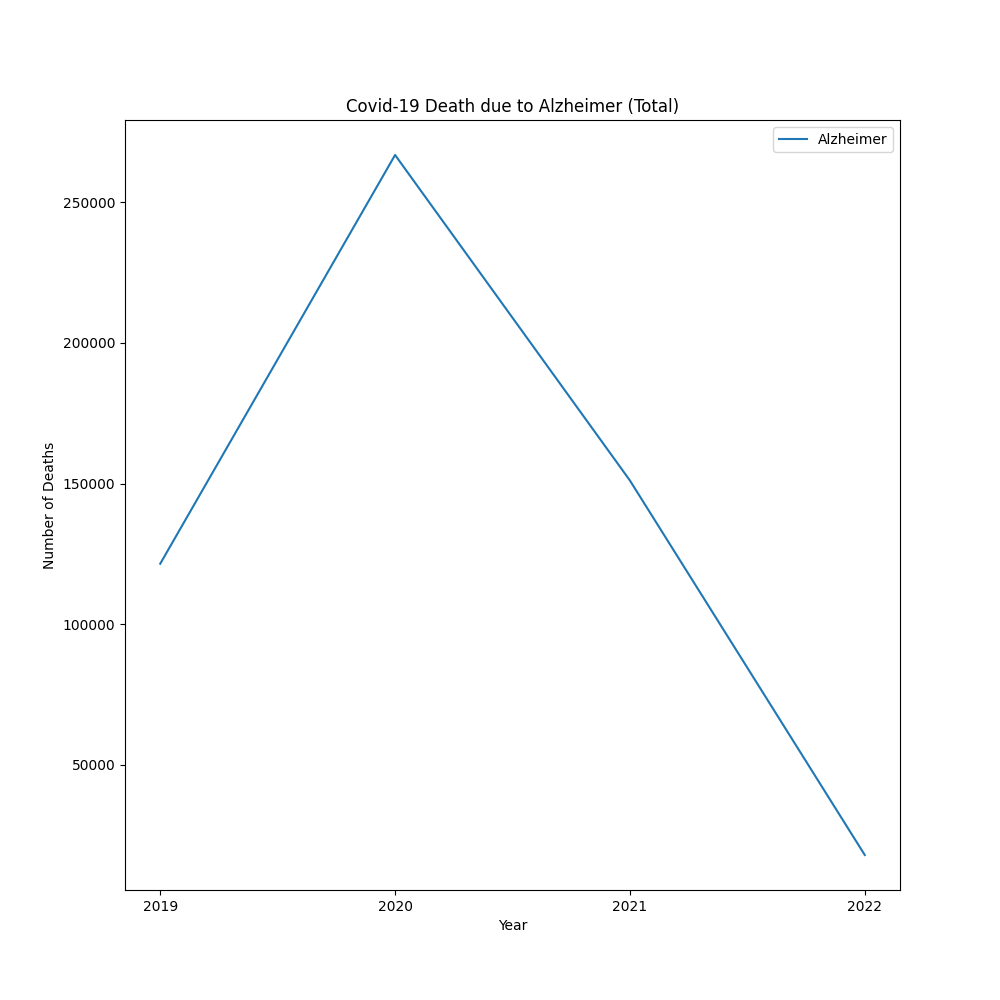 Covid-19 Death due to Alzheimer (Total)
Alzheimer
250000
200000
150000
100000
50000
Number of Deaths
2019 2020 2021 2022
Year